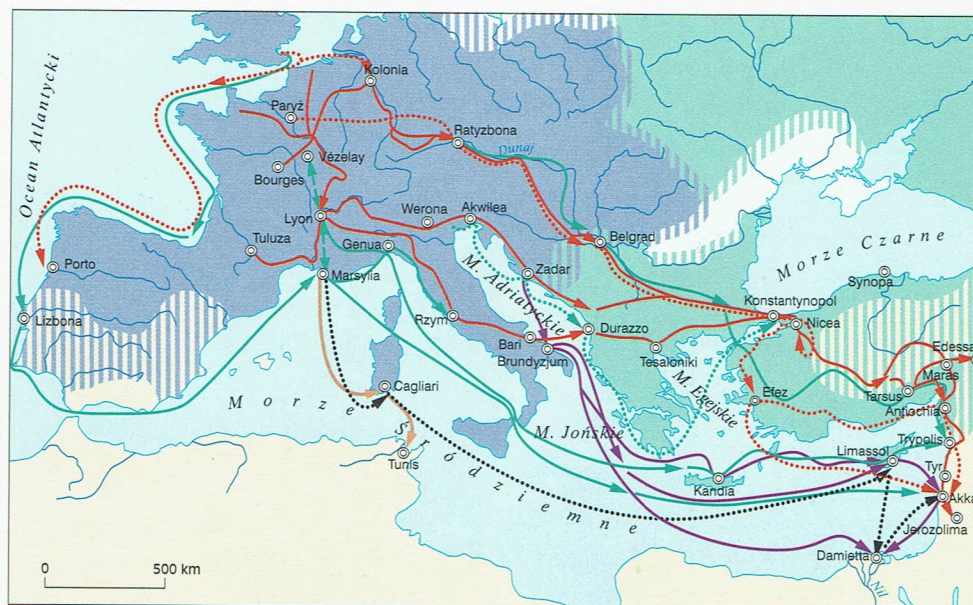 Ocean Atlantycki
Kolonia
Paryż
Ratyzbona
Dunaj
Vézelay
Bourges
Lyon
Werona
Akwilea
Tuluza
Genua
Belgrad
Morze Czarne
Porto
Marsylia
Zadar
Synopa
M. Adriatyckie
Konstantynopol
Lizbona
Rzym
Durazzo
Nicea
Bari
Brundyzjum
Tesaloniki
Edessa
Maraş
M. Egejskie
Cagliari
Efez
Tarsus
Antiochia
Morze Śródziemne
M. Jońskie
Trypolis
Tunis
Limassol
Kandia
Tyr
Akka
Jerozolima
Damietta
Nil
0 500 km